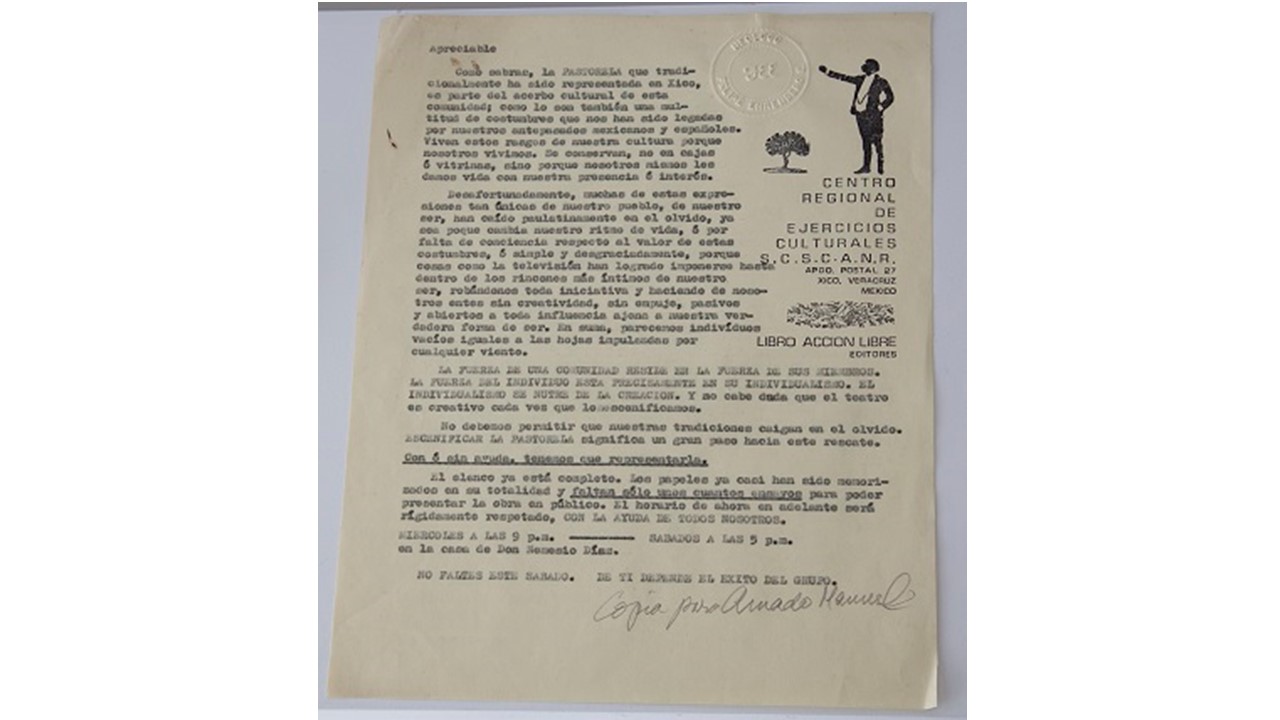 Apreciable
Como sabras, la PASTORELA que tradi-
cionalmente ha sido representada en Xico,
es parte del acerbo cultural de esta
comunidad; como lo son también una mul-
titud de costumbres que nos han sido legadas
por nuestros antepasados mexicanos y españoles.
Viven estos rasgos de nuestra cultura porque
nosotros vivimos. Se conservan, no en cajas
ó vitrinas, sino porque nosotros mismos les
damos vida con nuestra presencia ó interés.
Desafortunadamente, muchas de estas expre-
siones tan únicas de nuestro pueblo, de nuestro
ser, han caído paulatinamente en el olvido, ya
sea poque cambia nuestro ritmo de vida, ó por
falta de conciencia respecto al valor de estas
costumbres, ó simple y desgraciadamente, porque
cosas como la televisión han logrado imponerse hasta
dentro de los rincones más íntimos de nuestro
ser, robándonos toda iniciativa y haciendo de noso-
tros entes sin creatividad, sin empuje, pasivos
y abiertos a toda influencia ajena a nuestra ver-
dadera forma de ser. En suma, parecemos indivíduos
vacíos iguales a las hojas impulsadas por
cualquier viento.
LA FUERZA DE UNA COMUNIDAD RESIDE EN LA FUERZA DE SUS MIEMBROS.
LA FUERZA DEL INDIVIDUO ESTA PRECISAMENTE EN SU INDIVIDUALISMO. EL
INDIVIDUALISMO SE NUTRE DE LA CREACION. Y no cabe duda que el teatro
es creativo cada ves que lo escenificamos.
No debemos permitir que nuestras tradiciones caigan en el olvido.
ESCENIFICAR LA PASTORELA significa un gran paso hacia este rescate.
Con ó sin ayuda, tenemos que representarla.
El elenco ya está completo. Los papeles ya casi han sido memori-
zados en su totalidad y faltan sólo unos cuantos ensayos para poder
presentar la obra en público. El horario de ahora en adelante será
rígidamente respetado, CON LA AYUDA DE TODOS NOSOTROS.
MIERCOLES A LAS 9 p.m. ———— SABADOS A LAS 5 p.m.
en la casa de Don Nemesio Días.
NO FALTES ESTE SABADO. DE TI DEPENDE EL EXITO DEL GRUPO.
Copia para Amado Manuel
CENTRO
REGIONAL
DE
EJERCICIOS
CULTURALES
S.C.S.C-A.N.R.
APDO. POSTAL 27
XICO, VERACRUZ
MEXICO
LIBRO ACCION LIBRE
EDITORES